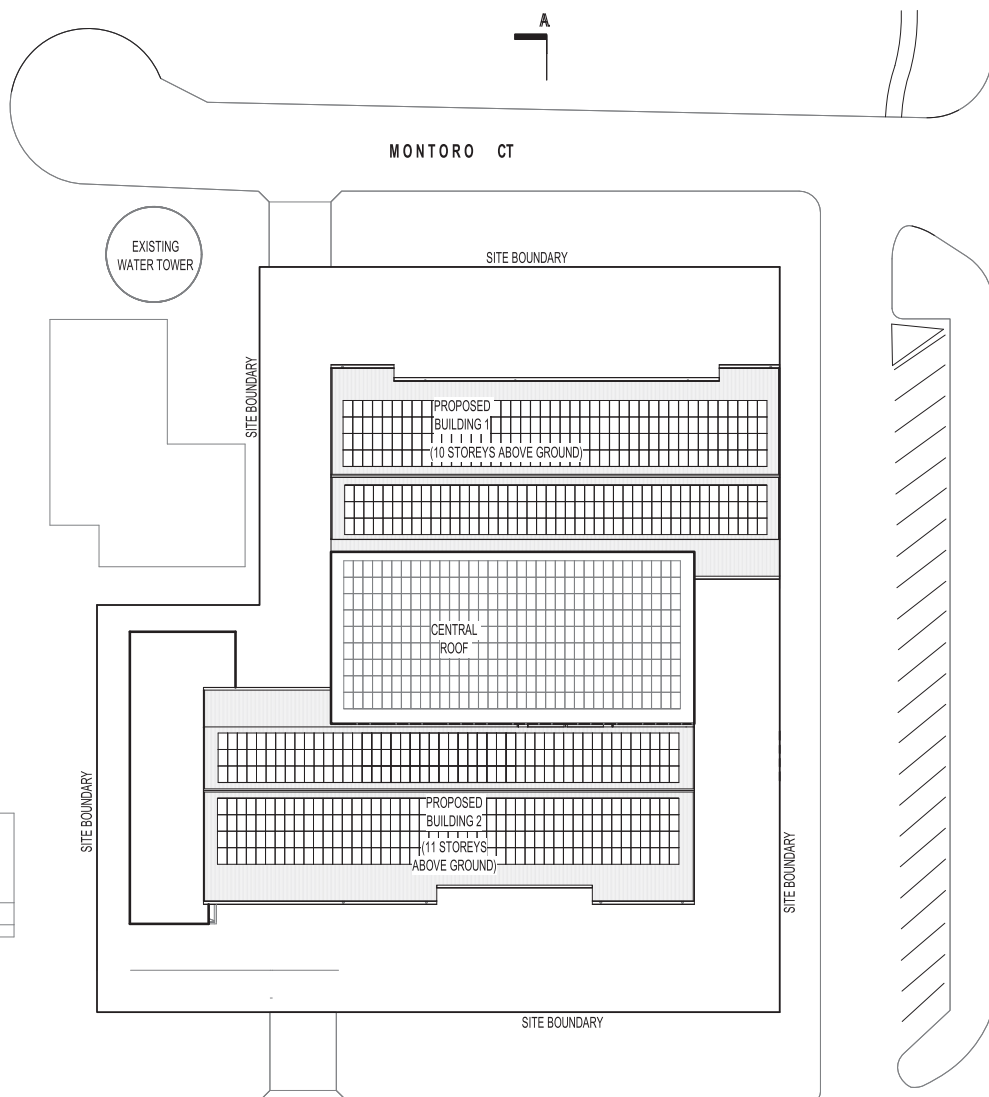 A
MONTORO CT
EXISTING
WATER TOWER
SITE BOUNDARY
SITE BOUNDARY
PROPOSED
BUILDING 1
(10 STOREYS ABOVE GROUND)
CENTRAL
ROOF
SITE BOUNDARY
PROPOSED
BUILDING 2
(11 STOREYS
ABOVE GROUND)
SITE BOUNDARY
SITE BOUNDARY